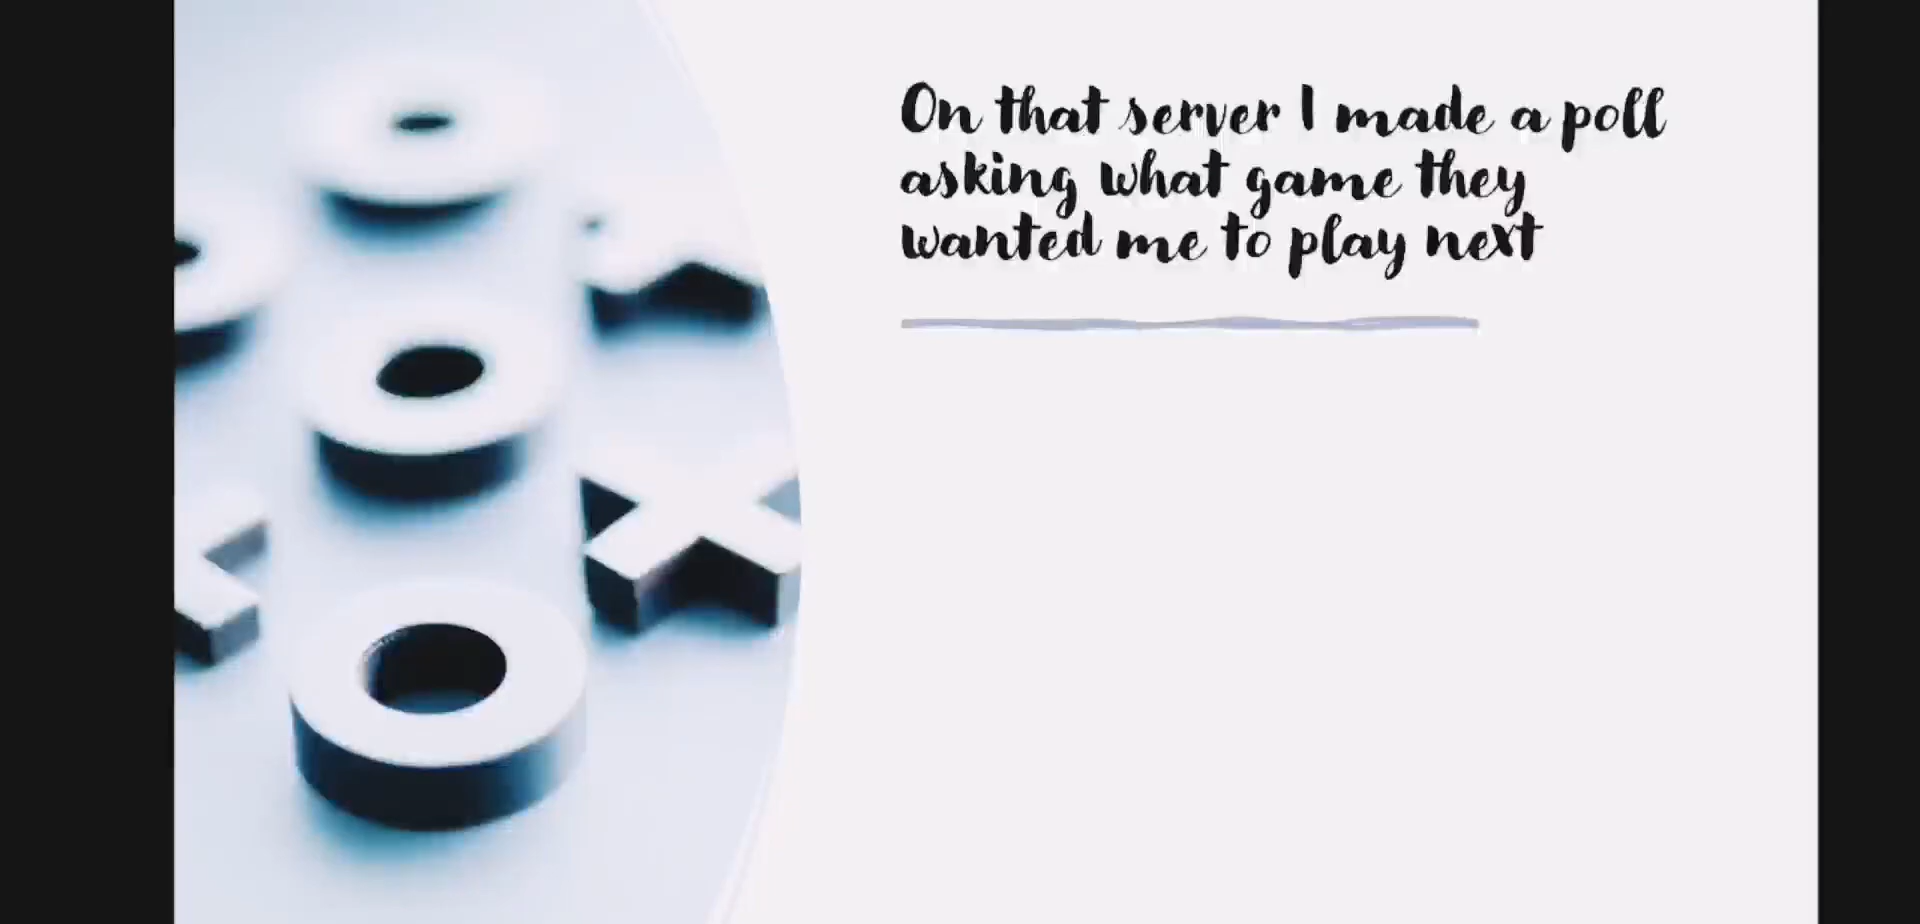 On that server I made a poll
asking what game they
wanted me to play next